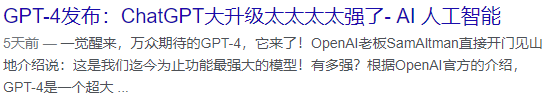 GPT-4发布：ChatGPT大升级太太太太强了- AI 人工智能
5天前 — 一觉醒来，万众期待的GPT-4，它来了！OpenAI老板SamAltman直接开门见山
地介绍说：这是我们迄今为止功能最强大的模型！有多强？根据OpenAI官方的介绍，
GPT-4是一个超大 ...